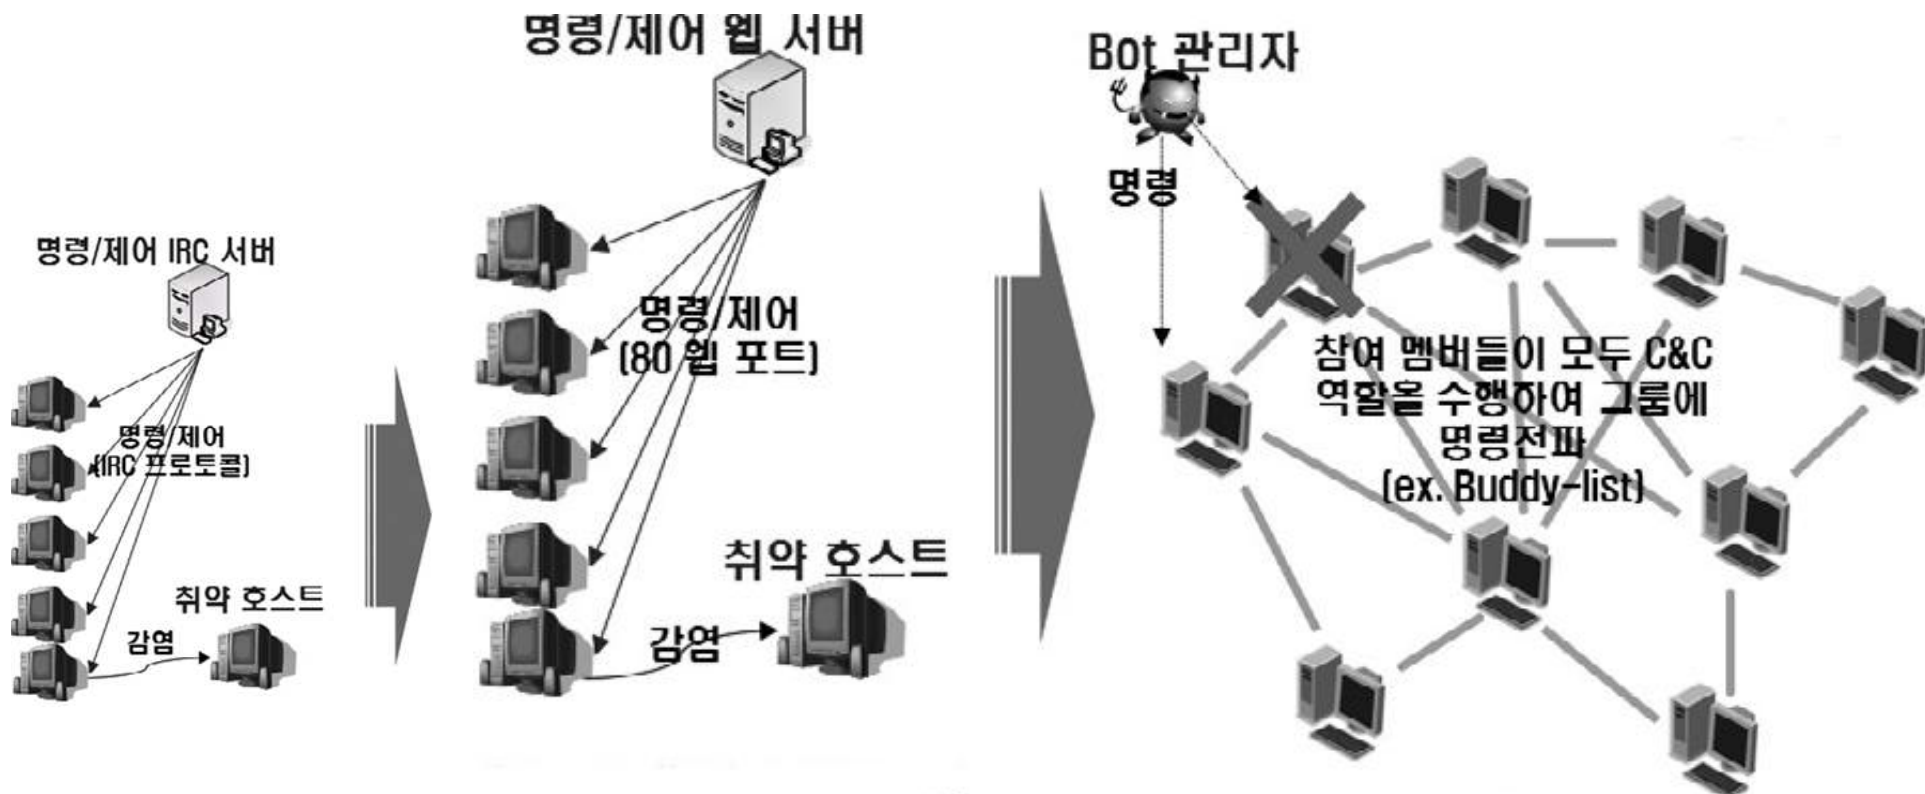 명령/제어 IRC 서버
명령/제어
(IRC 프로토콜)
취약 호스트
감염
명령/제어 웹 서버
명령/제어
(80 웹 포트)
취약 호스트
감염
Bot 관리자
명령
참여 멤버들이 모두 C&C
역할올 수행하여 그룹에
명령전파
(ex. Buddy-list)